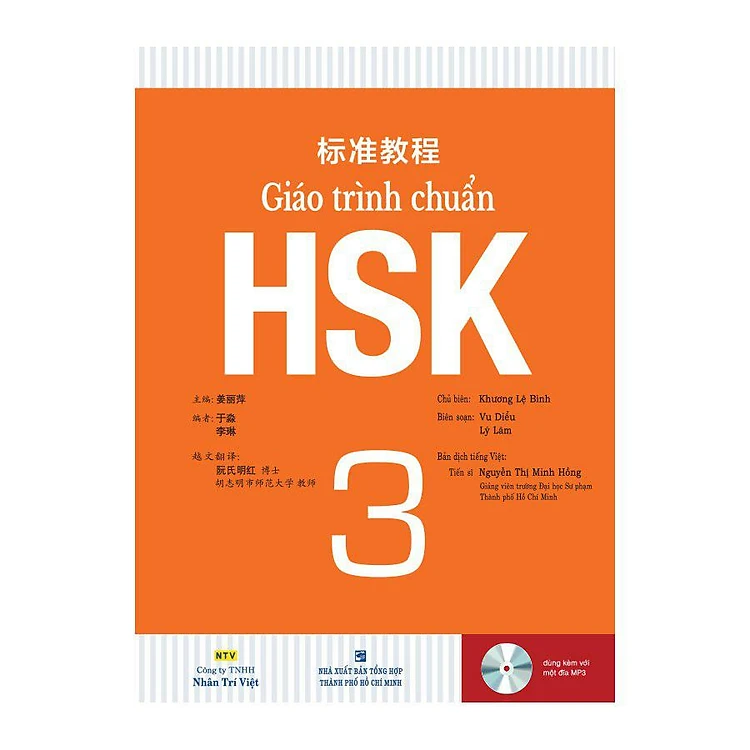 标准教程
Giáo trình chuẩn
HSK
主编: 姜丽萍
编者: 于淼
李琳
越文翻译:
阮氏明红 博士
胡志明市师范大学 教师
Chủ biên: Khương Lệ Bình
Biên soạn: Vu Diểu
Lý Lâm
Bản dịch tiếng Việt:
Tiến sĩ Nguyễn Thị Minh Hồng
Giảng viên trường Đại học Sư phạm
Thành phố Hồ Chí Minh
3
NTV
Công ty TNHH
Nhân Trí Việt
NHÀ XUẤT BẢN TỔNG HỢP
THÀNH PHỐ HỒ CHÍ MINH
dùng kèm với
một đĩa MP3